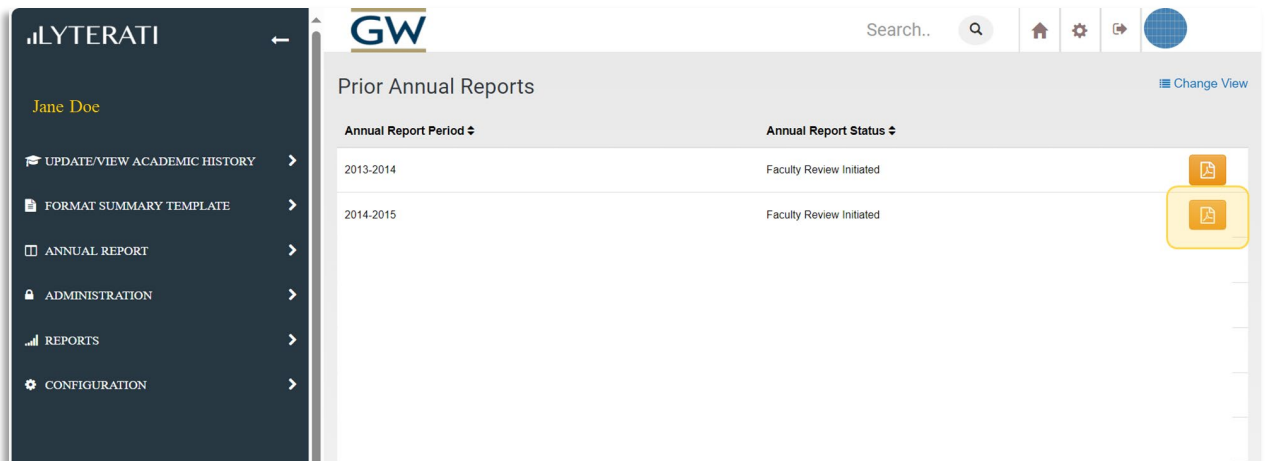 LYTERATI
Jane Doe
UPDATE/VIEW ACADEMIC HISTORY
FORMAT SUMMARY TEMPLATE
ANNUAL REPORT
ADMINISTRATION
REPORTS
CONFIGURATION
GW
Search..
Prior Annual Reports
Change View
Annual Report Period Annual Report Status
2013-2014 Faculty Review Initiated
2014-2015 Faculty Review Initiated